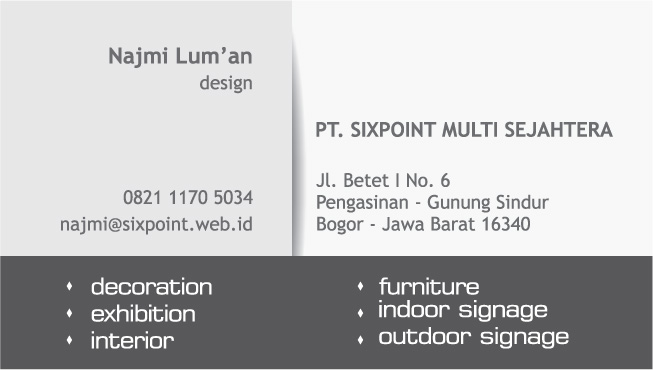 Najmi Lum’an
design
0821 1170 5034
najmi@sixpoint.web.id
PT. SIXPOINT MULTI SEJAHTERA
Jl. Betet I No. 6
Pengasinan - Gunung Sindur
Bogor - Jawa Barat 16340
decoration
exhibition
interior
furniture
indoor signage
outdoor signage